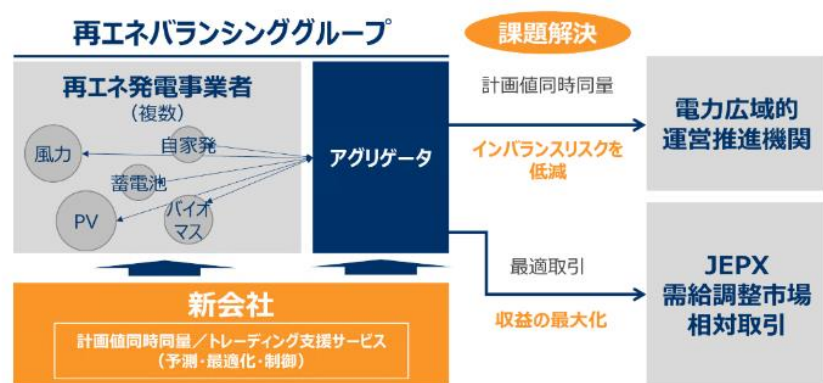 再エネバランシンググループ
課題解決
再エネ発電事業者
(複数)
風力
自家発
蓄電池
PV
バイオ
マス
アグリゲータ
計画値同時同量
インバランスリスクを
低減
電力広域的
運営推進機関
最適取引
収益の最大化
JEPX
需給調整市場
相対取引
新会社
計画値同時同量／トレーディング支援サービス
(予測・最適化・制御)